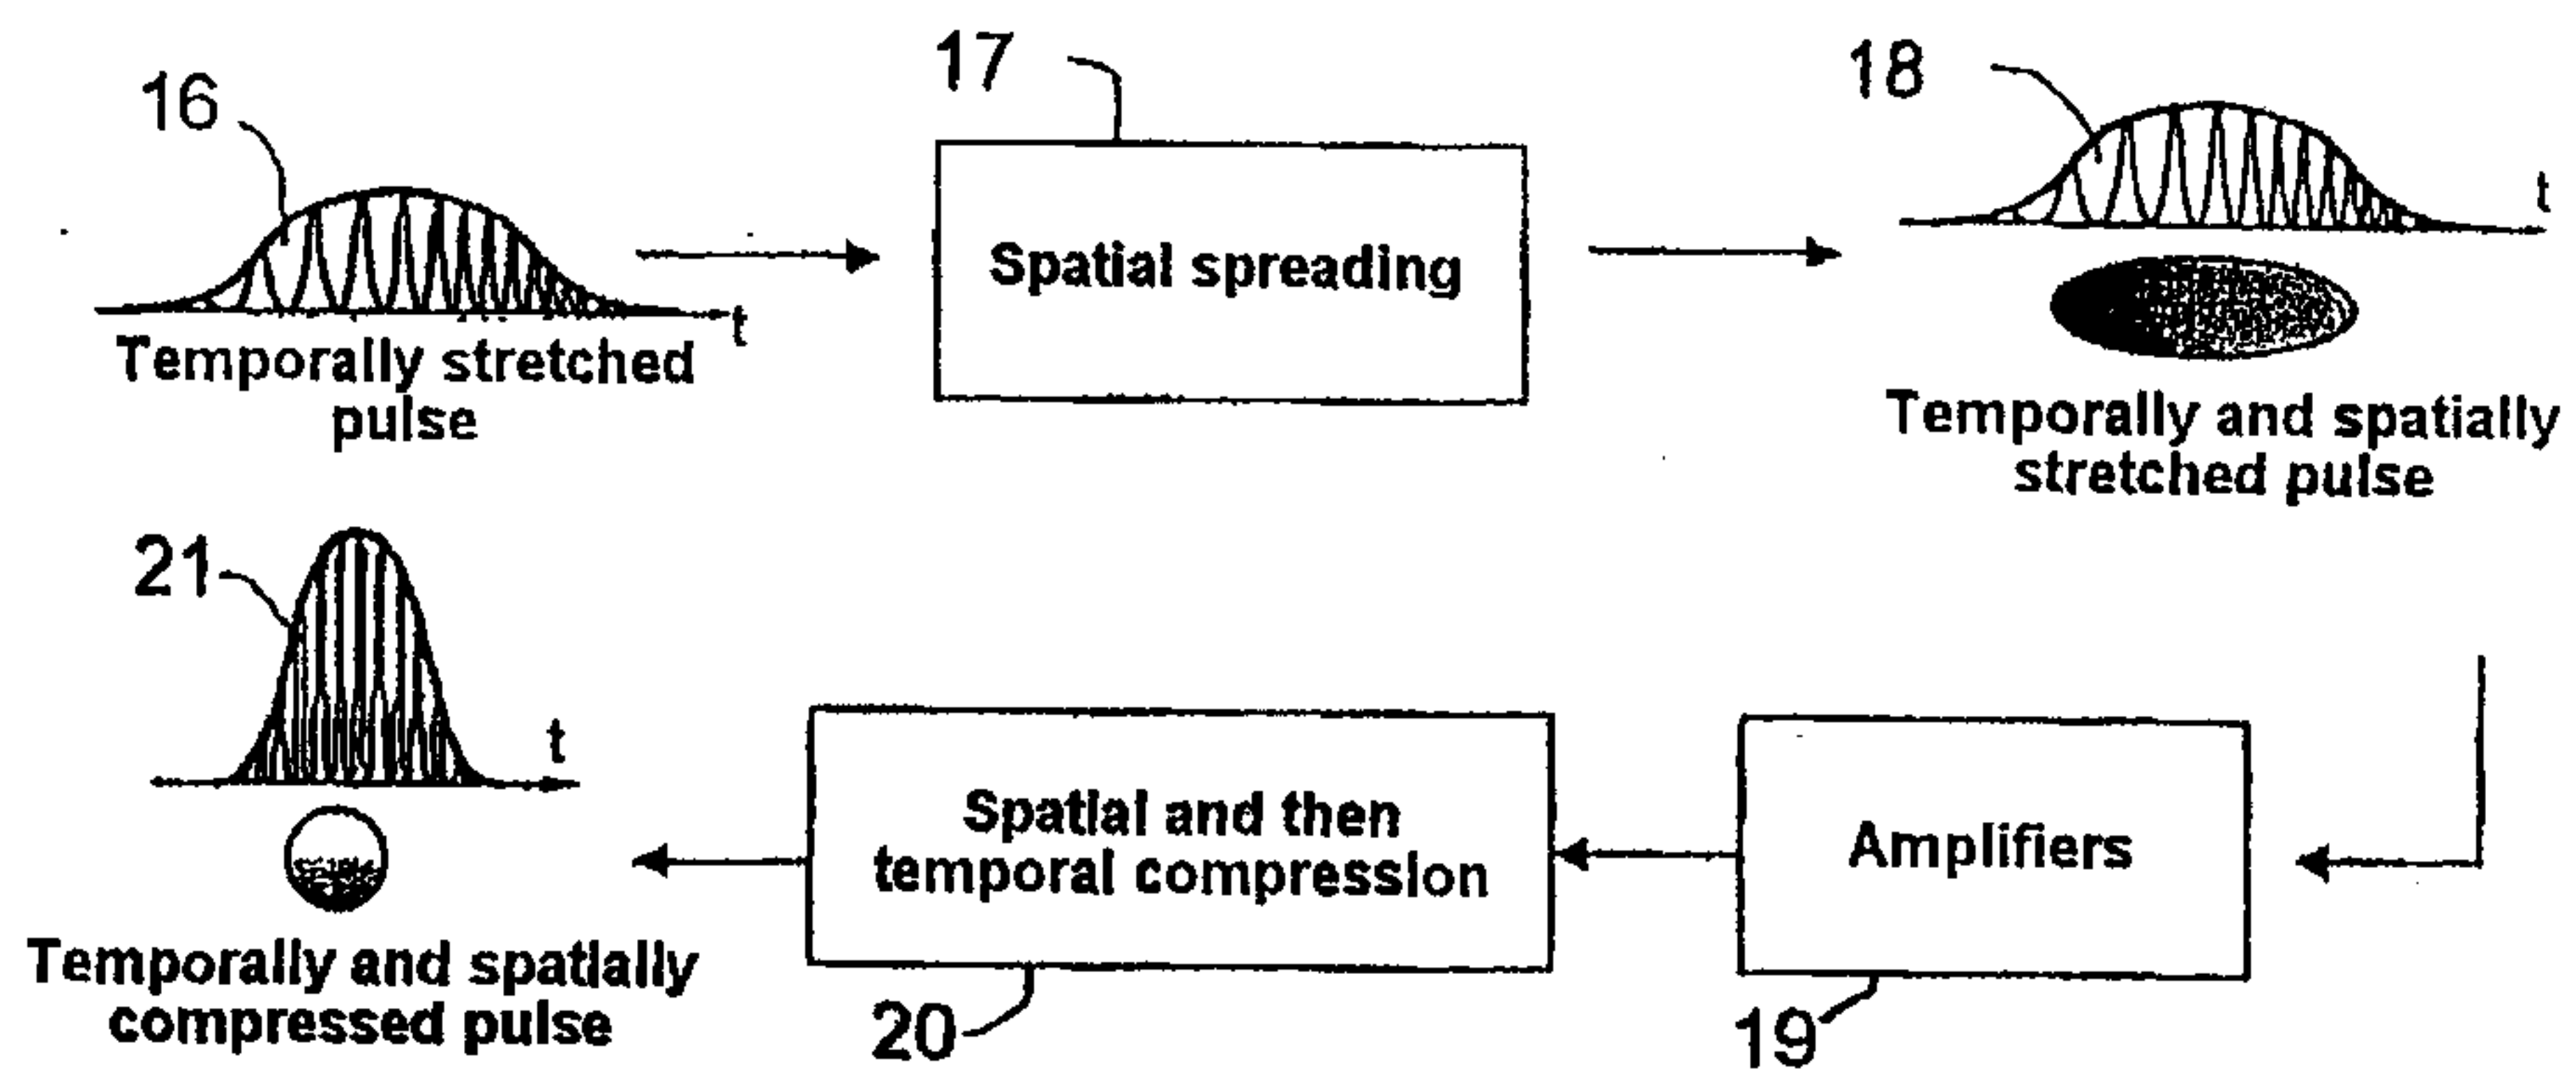 16
17
18
t
Spatial spreading
t
Temporally stretched
pulse
Temporally and spatially
stretched pulse
21
t
Spatial and then
temporal compression
Amplifiers
Temporally and spatially
compressed pulse
20
19